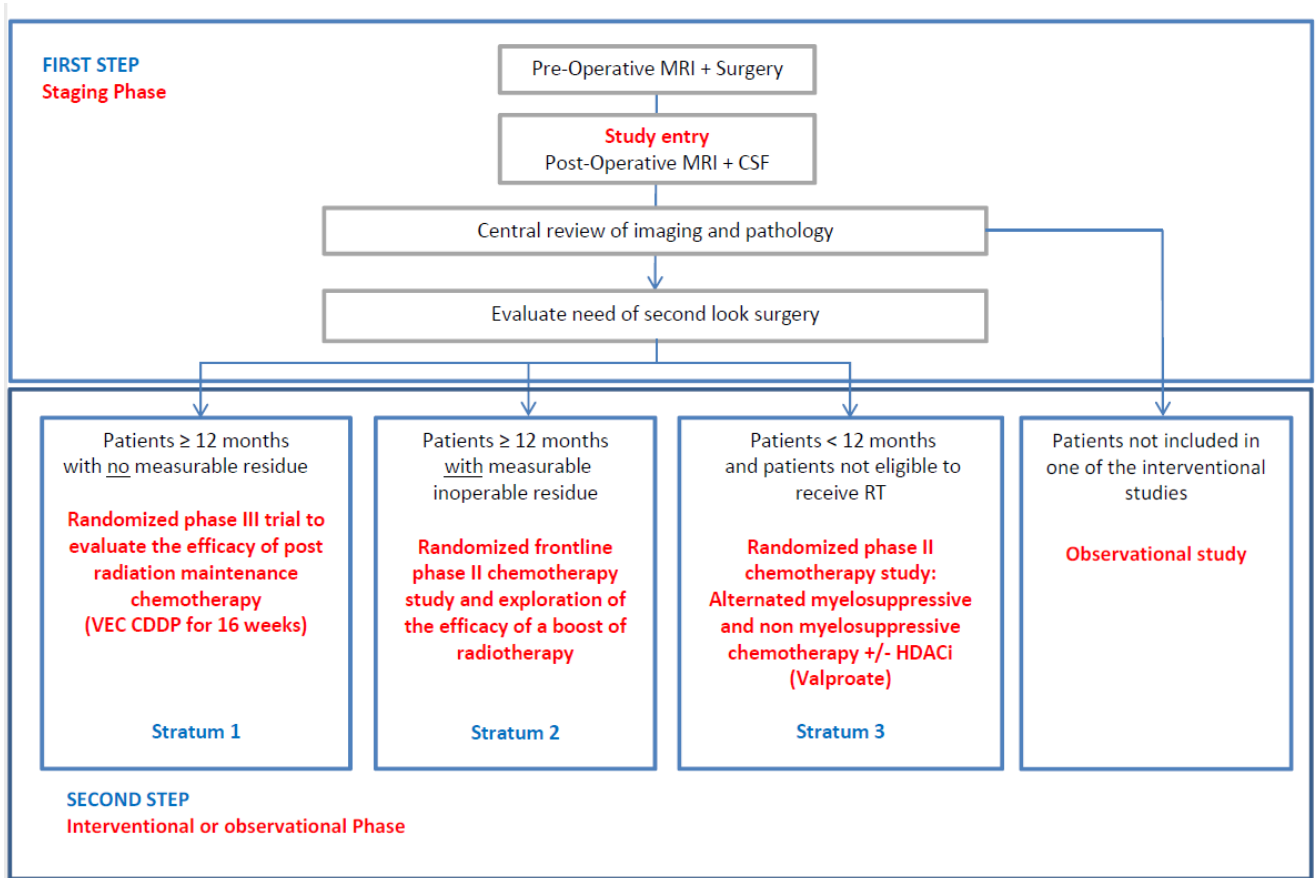 FIRST STEP
Staging Phase
Pre-Operative MRI + Surgery
Study entry
Post-Operative MRI + CSF
Central review of imaging and pathology
Evaluate need of second look surgery
Patients ≥ 12 months
with no measurable residue
Randomized phase III trial to
evaluate the efficacy of post
radiation maintenance
chemotherapy
(VEC CDDP for 16 weeks)
Stratum 1
Patients ≥ 12 months
with measurable
inoperable residue
Randomized frontline
phase II chemotherapy
study and exploration of
the efficacy of a boost of
radiotherapy
Stratum 2
Patients < 12 months
and patients not eligible to
receive RT
Randomized phase II
chemotherapy study:
Alternated myelosuppressive
and non myelosuppressive
chemotherapy +/- HDACi
(Valproate)
Stratum 3
Patients not included in
one of the interventional
studies
Observational study
SECOND STEP
Interventional or observational Phase